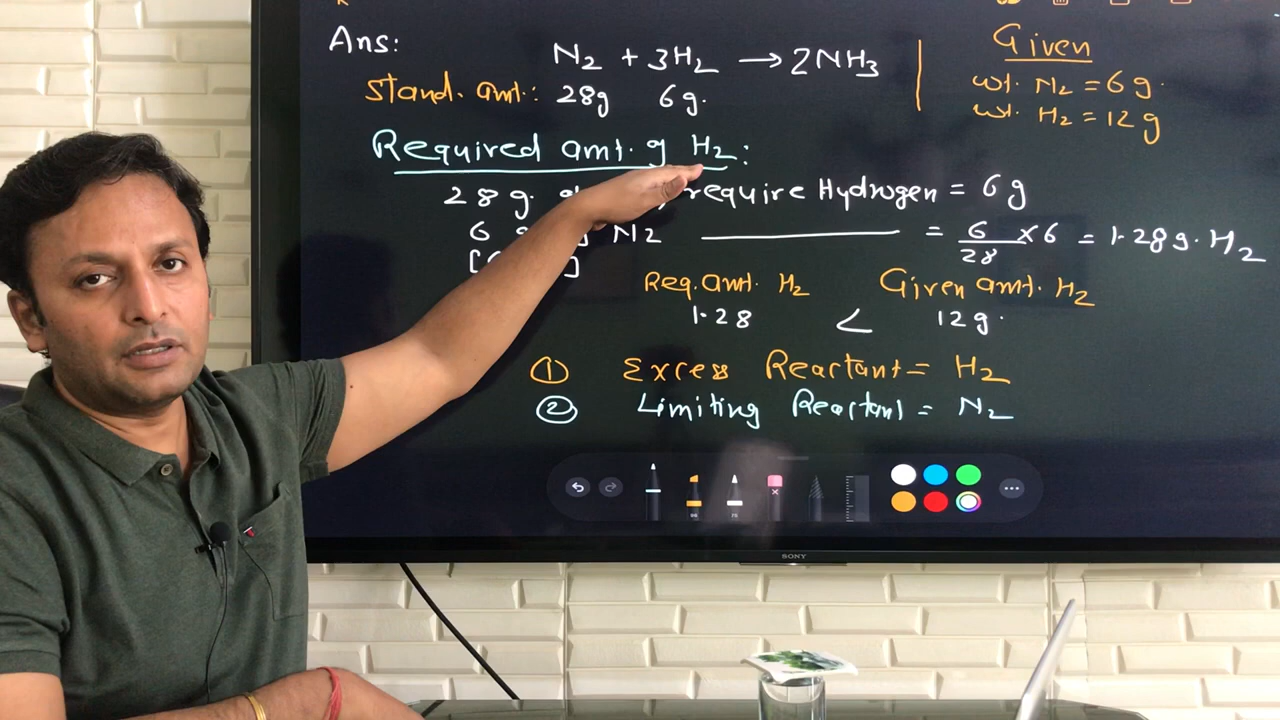 Ans:
N2 + 3H2 → 2NH3
Given
wt. N2 = 6g.
wt. H2 = 12g
Stand. amt.: 28g 6g.
Required amt. g H2:
28g. require Hydrogen = 6g
6 N2 ———— = 6/28 x 6 = 1.28g. H2
Req. amt. H2 Given amt. H2
1.28 < 12g.
① Excess Reactant = H2
② Limiting Reactant = N2
SONY